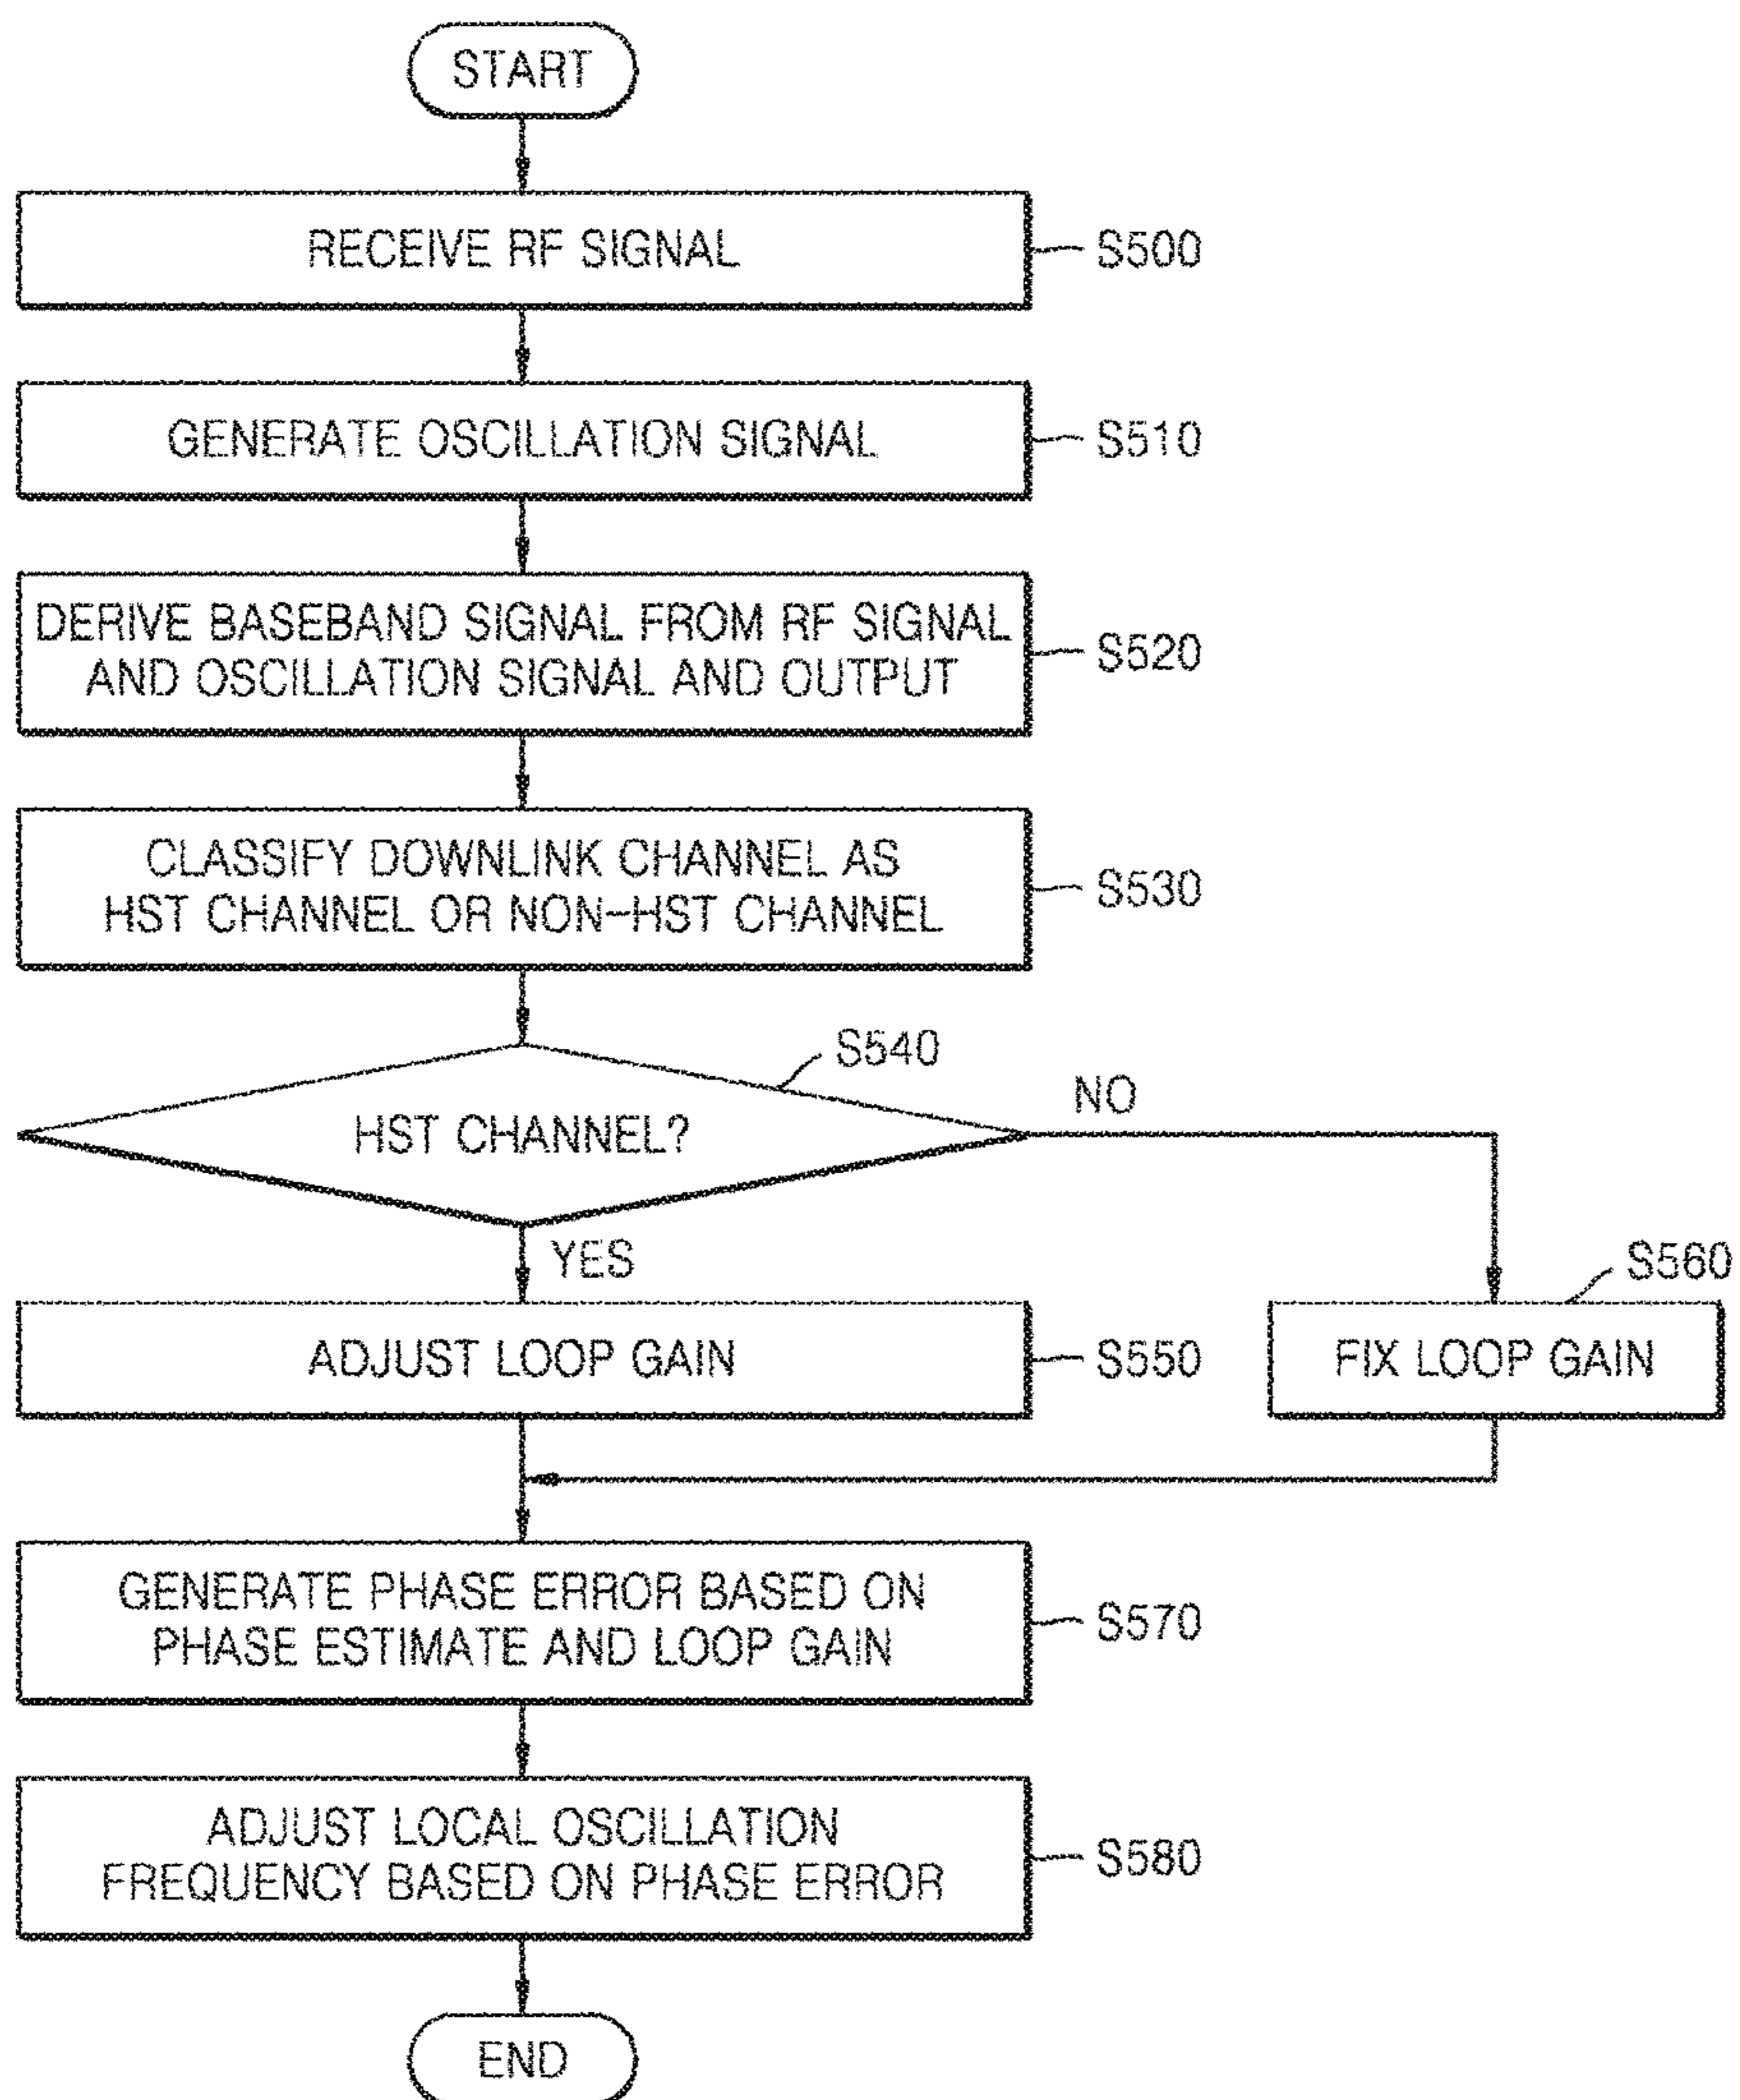 START
RECEIVE RF SIGNAL
S500
GENERATE OSCILLATION SIGNAL
S510
DERIVE BASEBAND SIGNAL FROM RF SIGNAL
AND OSCILLATION SIGNAL AND OUTPUT
S520
CLASSIFY DOWNLINK CHANNEL AS
HST CHANNEL OR NON-HST CHANNEL
S530
S540
HST CHANNEL?
NO
YES
ADJUST LOOP GAIN
S550
S560
FIX LOOP GAIN
GENERATE PHASE ERROR BASED ON
PHASE ESTIMATE AND LOOP GAIN
S570
ADJUST LOCAL OSCILLATION
FREQUENCY BASED ON PHASE ERROR
S580
END